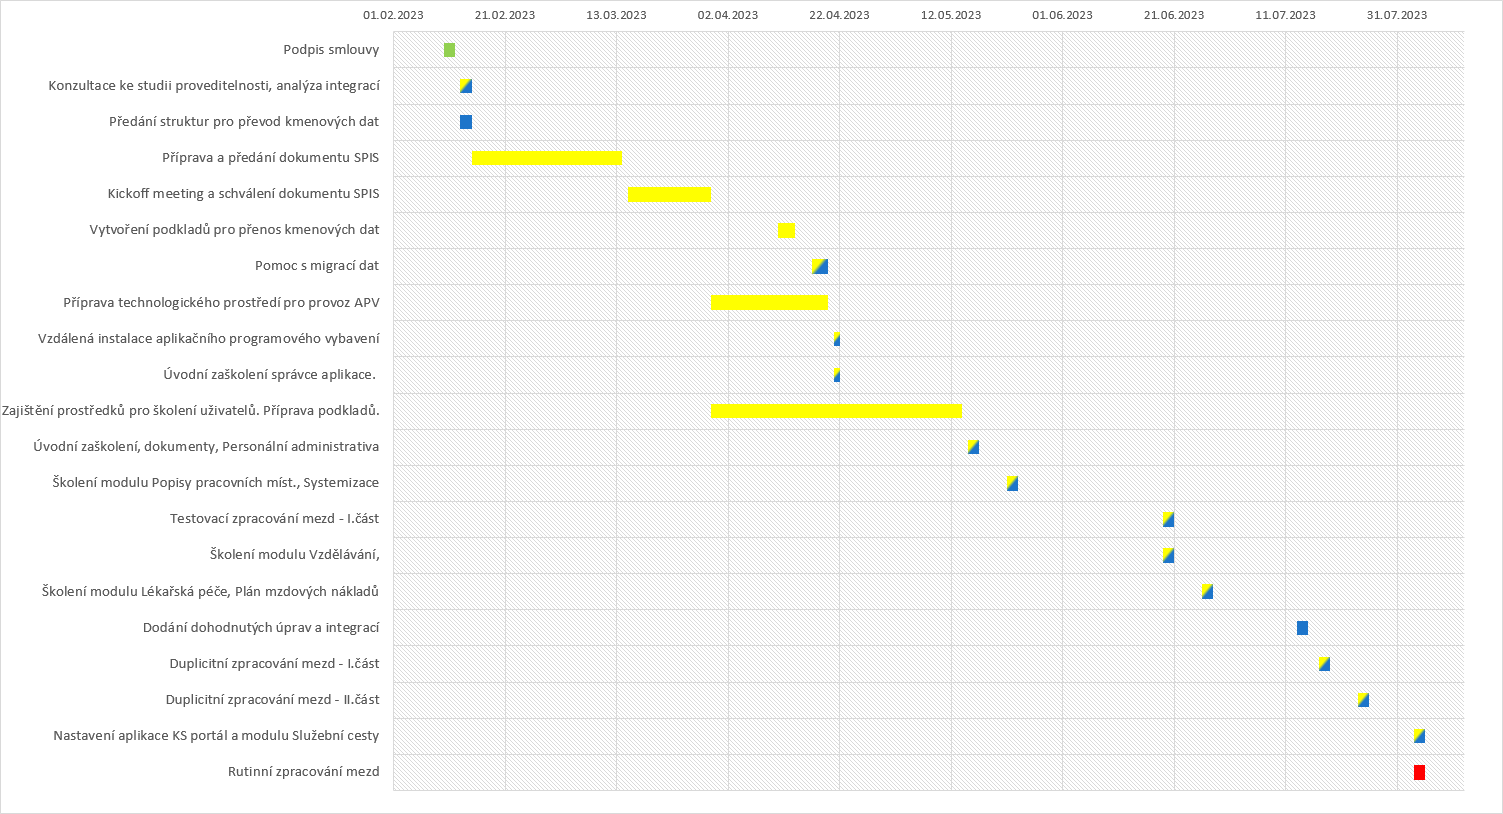 01.02.2023 21.02.2023 13.03.2023 02.04.2023 22.04.2023 12.05.2023 01.06.2023 21.06.2023 11.07.2023 31.07.2023
Podpis smlouvy
Konzultace ke studii proveditelnosti, analýza integrací
Předání struktur pro převod kmenových dat
Příprava a předání dokumentu SPIS
Kickoff meeting a schválení dokumentu SPIS
Vytvoření podkladů pro přenos kmenových dat
Pomoc s migrací dat
Příprava technologického prostředí pro provoz APV
Vzdálená instalace aplikačního programového vybavení
Úvodní zaškolení správce aplikace.
Zajištění prostředků pro školení uživatelů. Příprava podkladů.
Úvodní zaškolení, dokumenty, Personální administrativa
Školení modulu Popisy pracovních míst., Systemizace
Testovací zpracování mezd - I.část
Školení modulu Vzdělávání,
Školení modulu Lékařská péče, Plán mzdových nákladů
Dodání dohodnutých úprav a integrací
Duplicitní zpracování mezd - I.část
Duplicitní zpracování mezd - II.část
Nastavení aplikace KS portál a modulu Služební cesty
Rutinní zpracování mezd